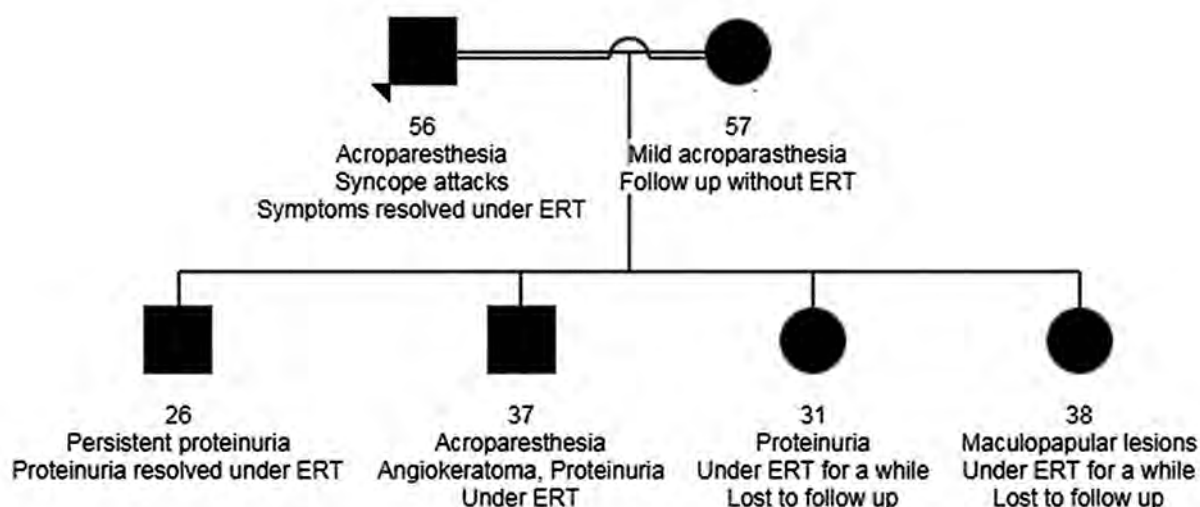 56
Acroparesthesia
Syncope attacks
Symptoms resolved under ERT
57
Mild acroparasthesia
Follow up without ERT
26
Persistent proteinuria
Proteinuria resolved under ERT
37
Acroparesthesia
Angiokeratoma, Proteinuria
Under ERT
31
Proteinuria
Under ERT for a while
Lost to follow up
38
Maculopapular lesions
Under ERT for a while
Lost to follow up